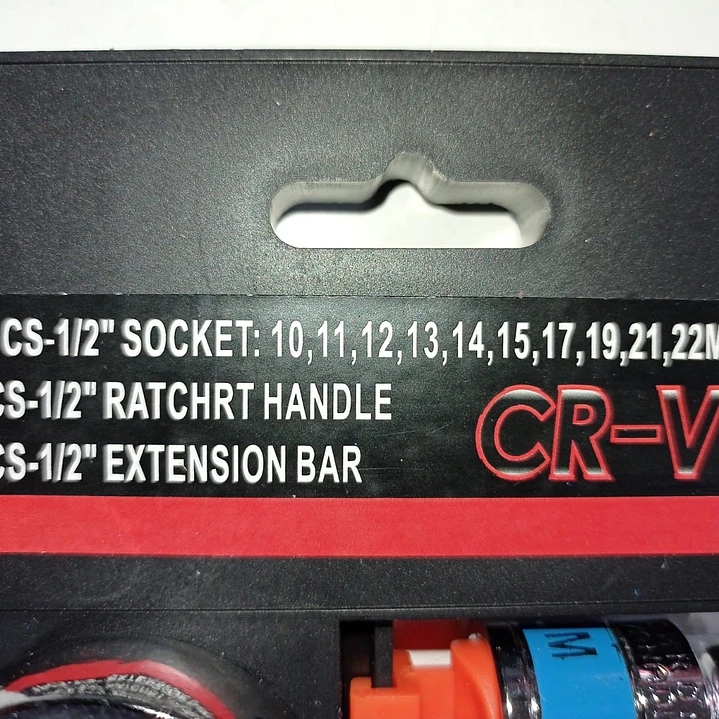 CS-1/2" SOCKET: 10,11,12,13,14,15,17,19,21,22M
CS-1/2" RATCHRT HANDLE
CS-1/2" EXTENSION BAR
CR-V
M